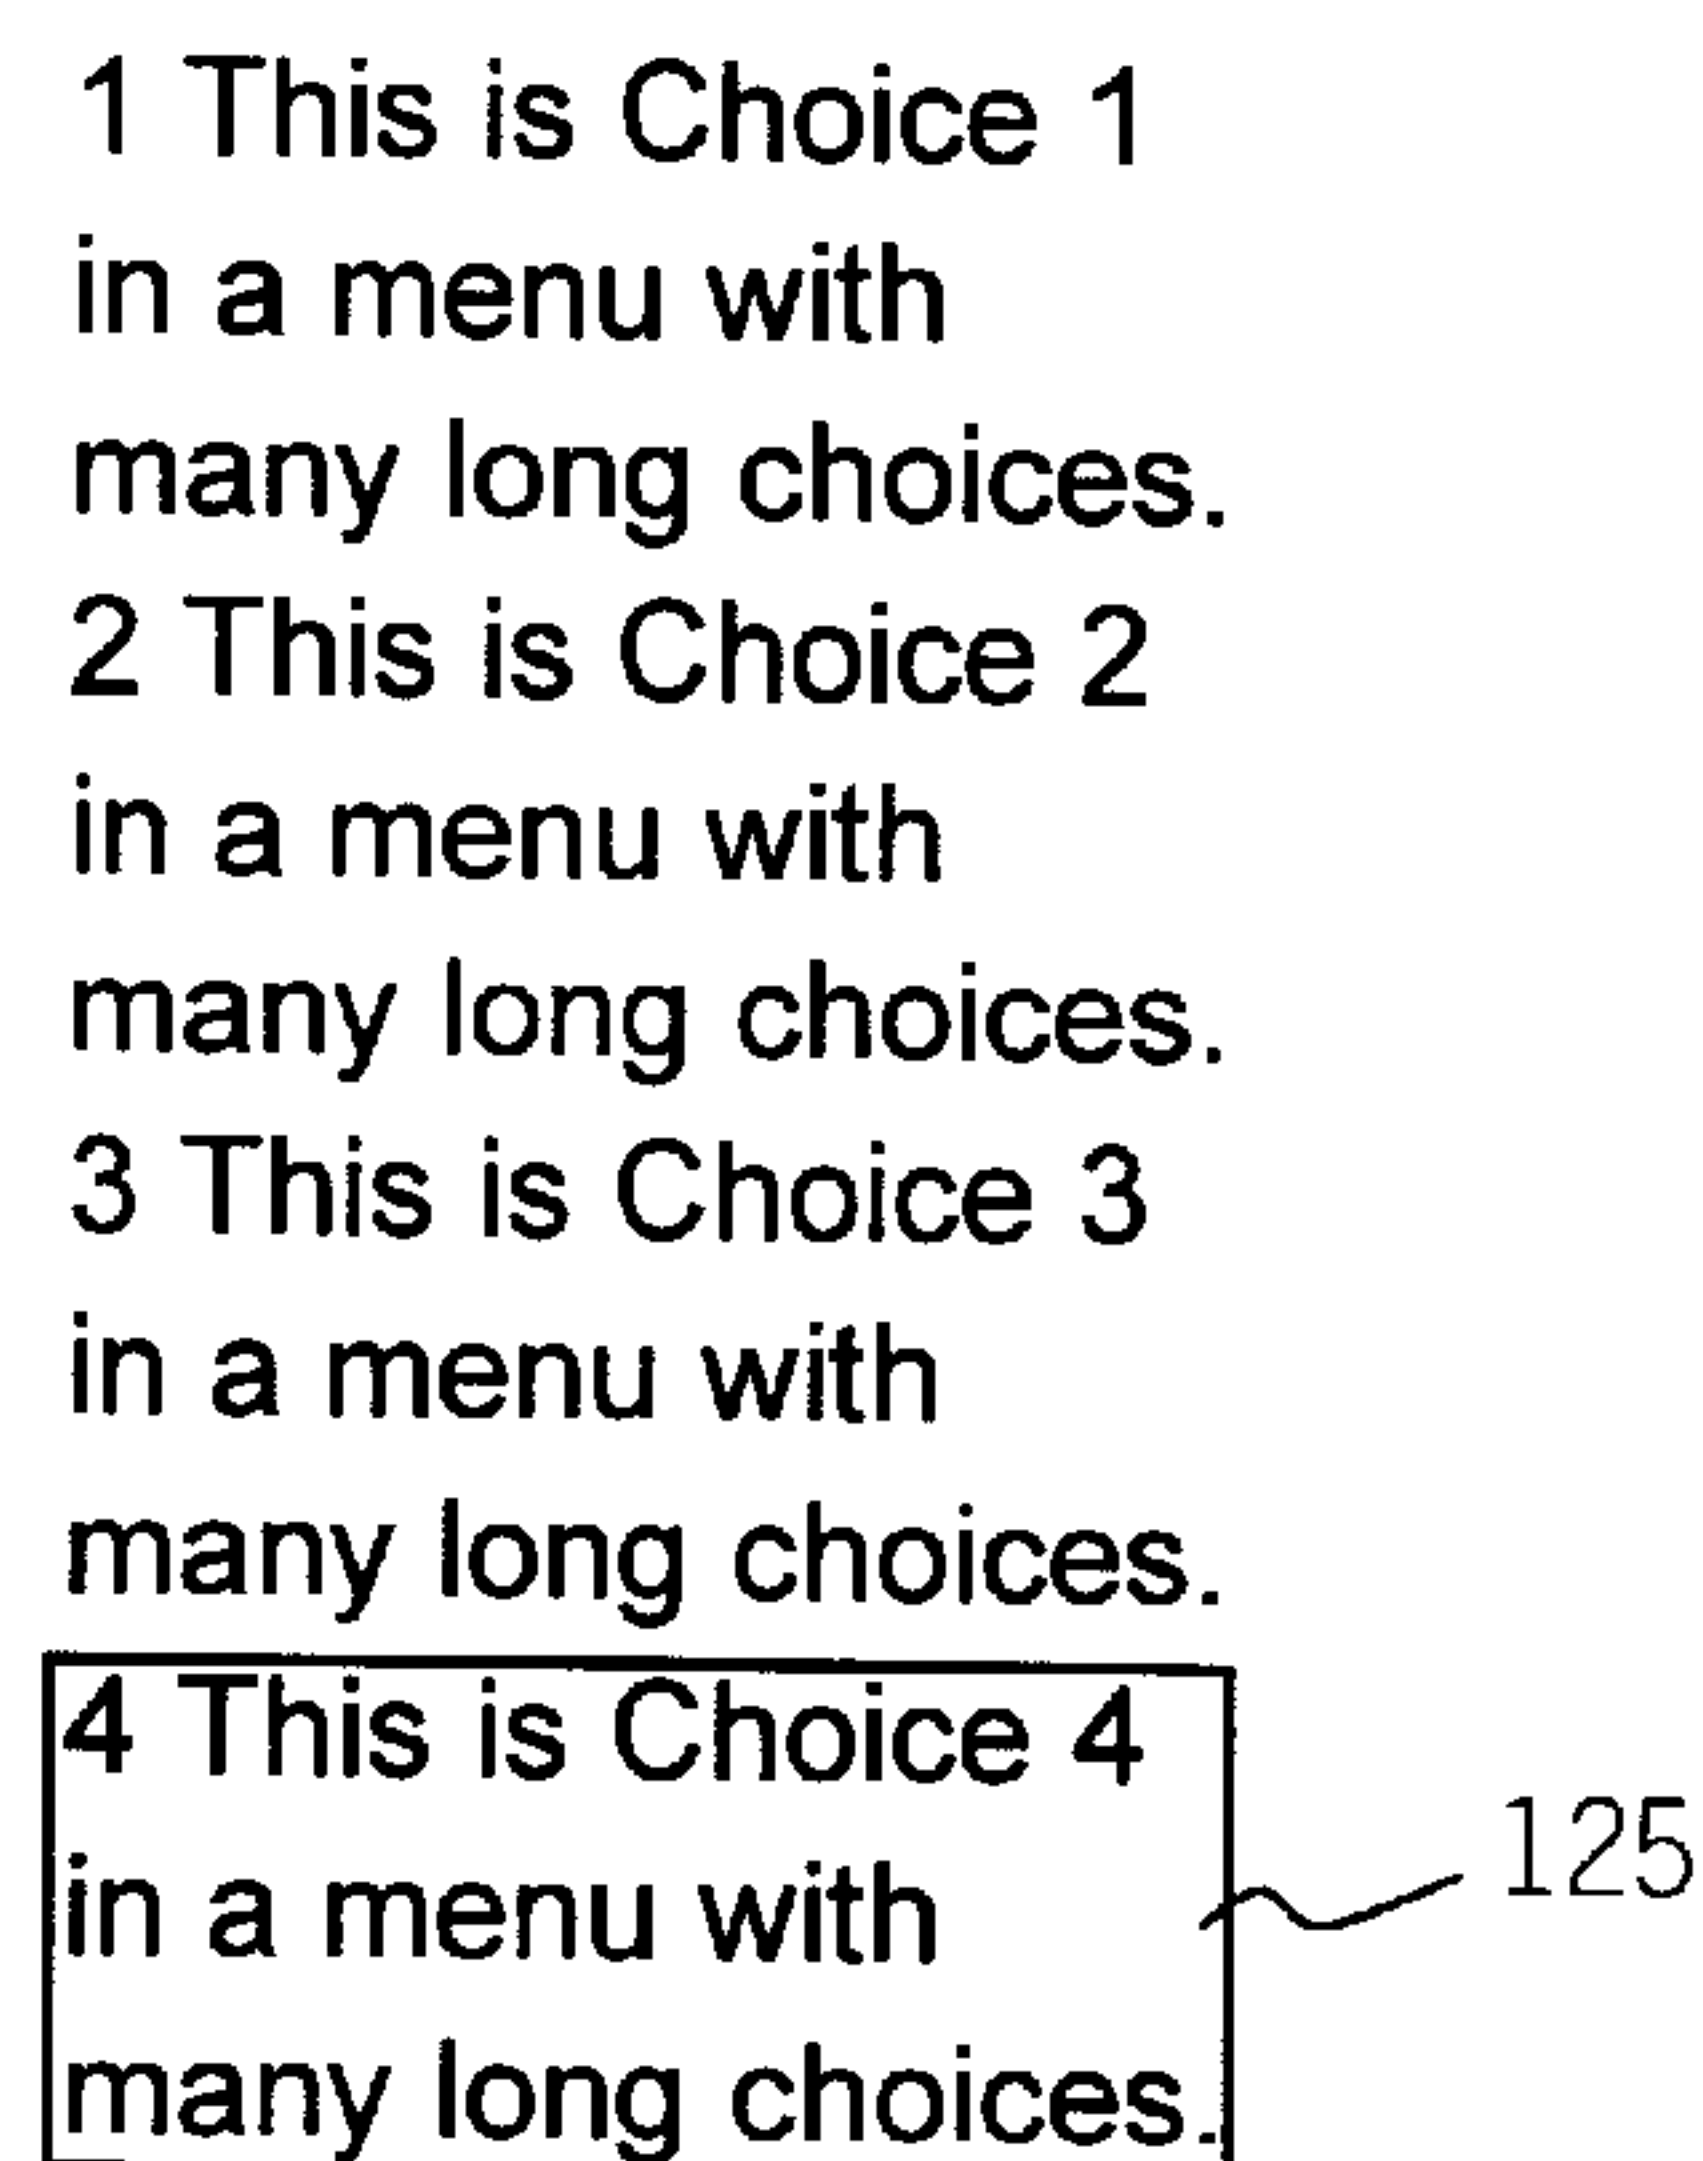 1 This is Choice 1
in a menu with
many long choices.
2 This is Choice 2
in a menu with
many long choices.
3 This is Choice 3
in a menu with
many long choices.
4 This is Choice 4
in a menu with
many long choices.
125